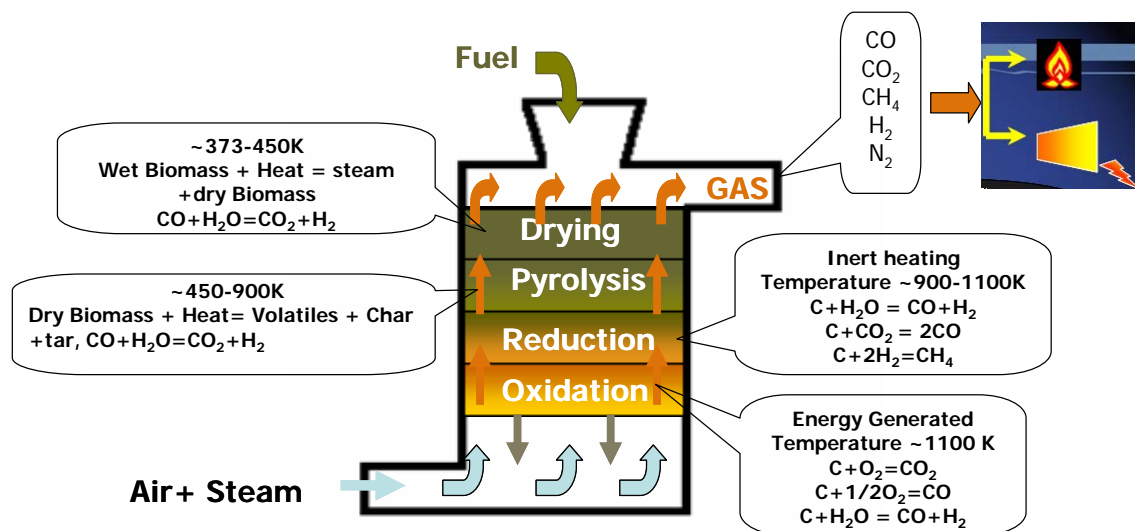 Fuel
CO
CO₂
CH₄
H₂
N₂
~373-450K
Wet Biomass + Heat = steam
+dry Biomass
CO+H₂O=CO₂+H₂
GAS
Drying
Pyrolysis
Reduction
Oxidation
~450-900K
Dry Biomass + Heat= Volatiles + Char
+tar, CO+H₂O=CO₂+H₂
Inert heating
Temperature ~900-1100K
C+H₂O = CO+H₂
C+CO₂ = 2CO
C+2H₂=CH₄
Energy Generated
Temperature ~1100 K
C+O₂=CO₂
C+1/2O₂=CO
C+H₂O = CO+H₂
Air+ Steam